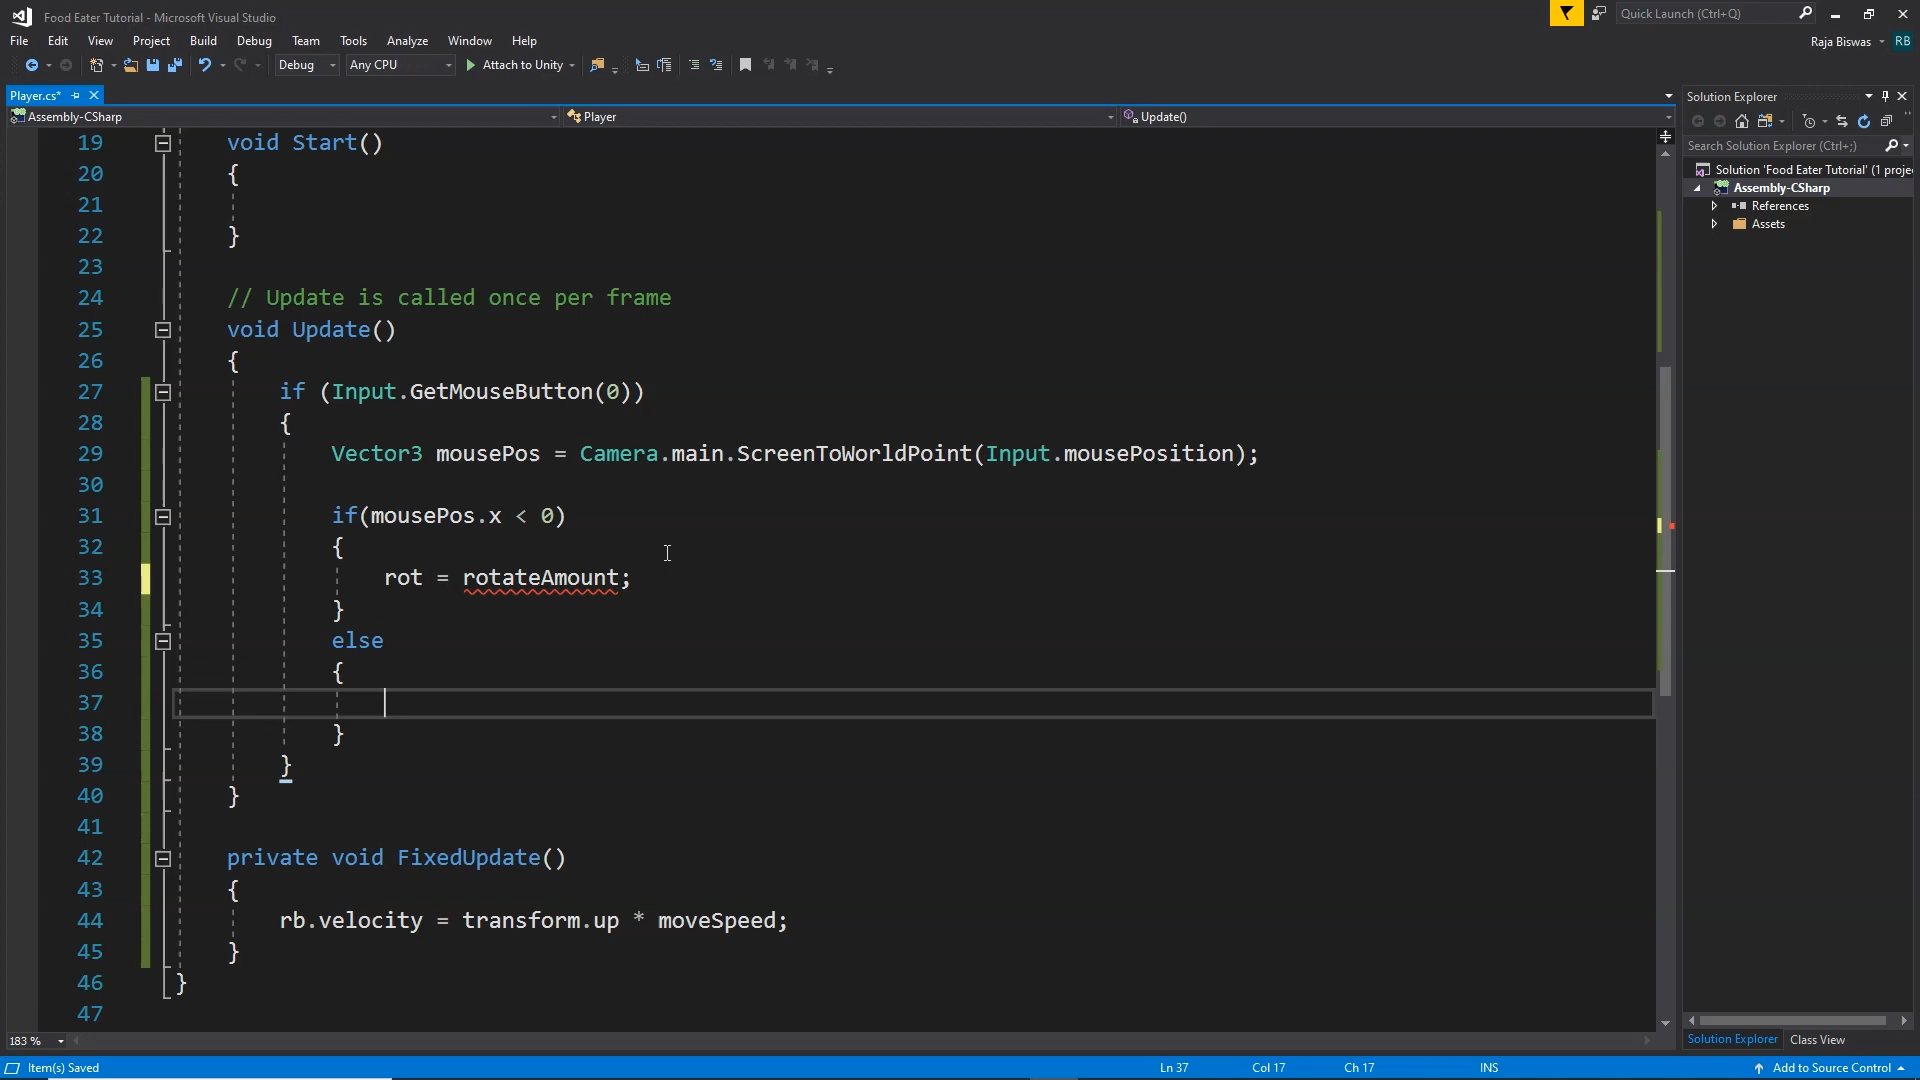 Food Eater Tutorial - Microsoft Visual Studio
Quick Launch (Ctrl+Q)
File Edit View Project Build Debug Team Tools Analyze Window Help
Raja Biswas RB
Debug Any CPU Attach to Unity
Player.cs*
Assembly-CSharp Player Update()
19 void Start()
20 {
21
22 }
23
24 // Update is called once per frame
25 void Update()
26 {
27 if (Input.GetMouseButton(0))
28 {
29 Vector3 mousePos = Camera.main.ScreenToWorldPoint(Input.mousePosition);
30
31 if(mousePos.x < 0)
32 {
33 rot = rotateAmount;
34 }
35 else
36 {
37
38 }
39 }
40 }
41
42 private void FixedUpdate()
43 {
44 rb.velocity = transform.up * moveSpeed;
45 }
46 }
47
183 %
Solution Explorer
Search Solution Explorer (Ctrl+;)
Solution 'Food Eater Tutorial' (1 proje
Assembly-CSharp
References
Assets
Solution Explorer Class View
Item(s) Saved Ln 37 Col 17 Ch 17 INS Add to Source Control